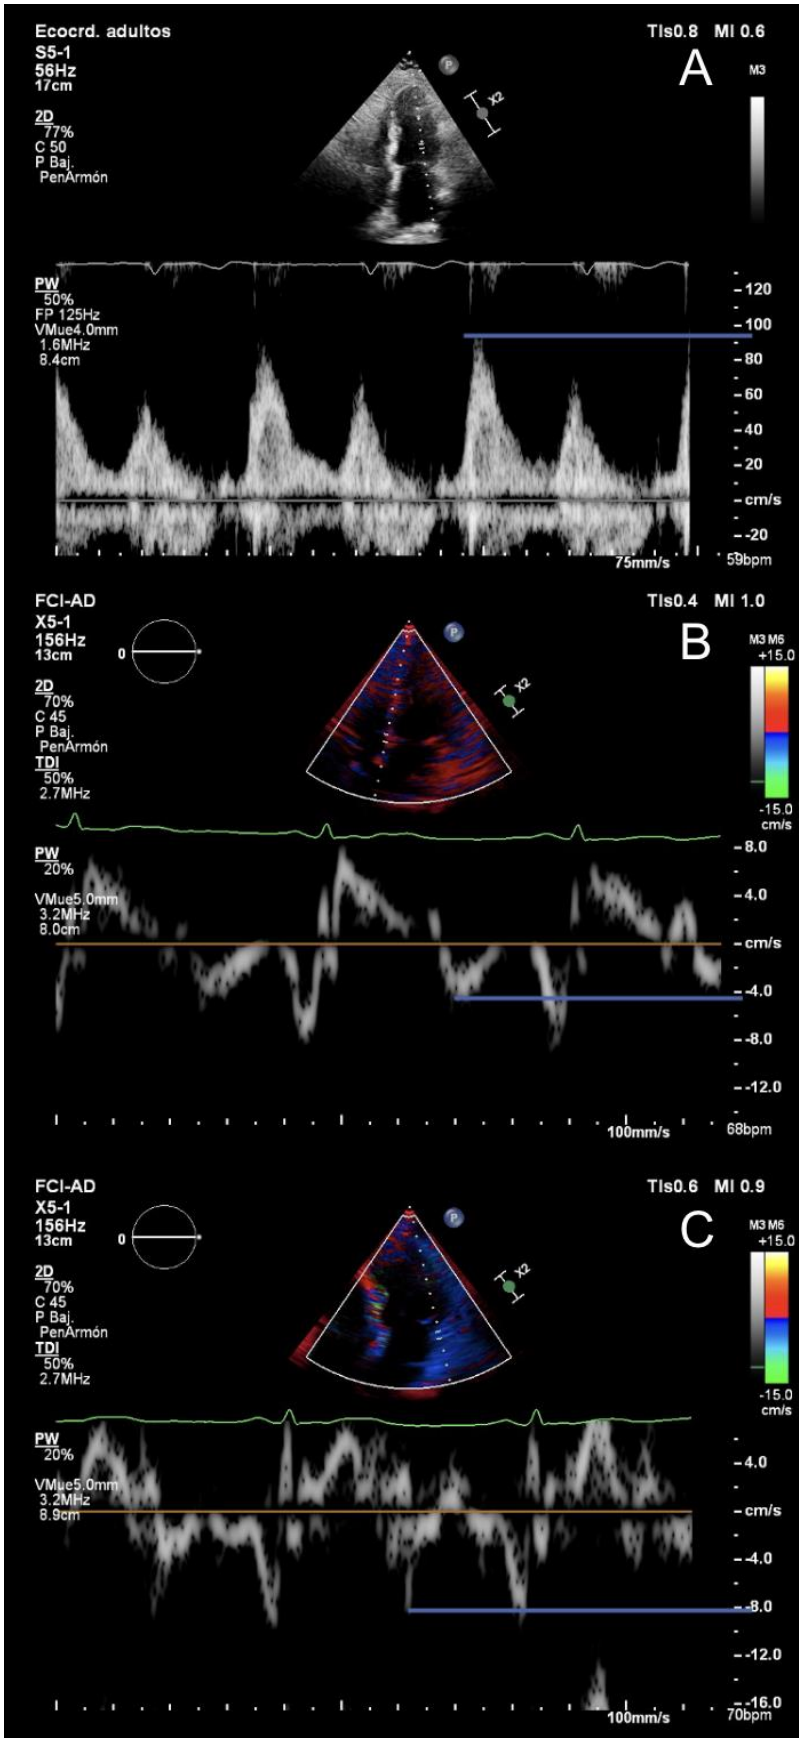 Ecocrd. adultos
TIs0.8 MI 0.6
S5-1
56Hz
17cm
A
P
X2
M3
2D
77%
C 50
P Baj.
PenArmón
PW
50%
FP 125Hz
VMue4.0mm
1.6MHz
8.4cm
120
100
80
60
40
20
cm/s
-20
75mm/s
59bpm
FCI-AD
TIs0.4 MI 1.0
X5-1
156Hz
13cm
0
B
P
X2
M3 M6
+15.0
2D
70%
C 45
P Baj.
PenArmón
TDI
50%
2.7MHz
-15.0
cm/s
PW
20%
VMue5.0mm
3.2MHz
8.0cm
8.0
4.0
cm/s
-4.0
-8.0
-12.0
100mm/s
68bpm
FCI-AD
TIs0.6 MI 0.9
X5-1
156Hz
13cm
0
C
P
X2
M3 M6
+15.0
2D
70%
C 45
P Baj.
PenArmón
TDI
50%
2.7MHz
-15.0
cm/s
PW
20%
VMue5.0mm
3.2MHz
8.9cm
4.0
cm/s
-4.0
-8.0
-12.0
-16.0
100mm/s
70bpm